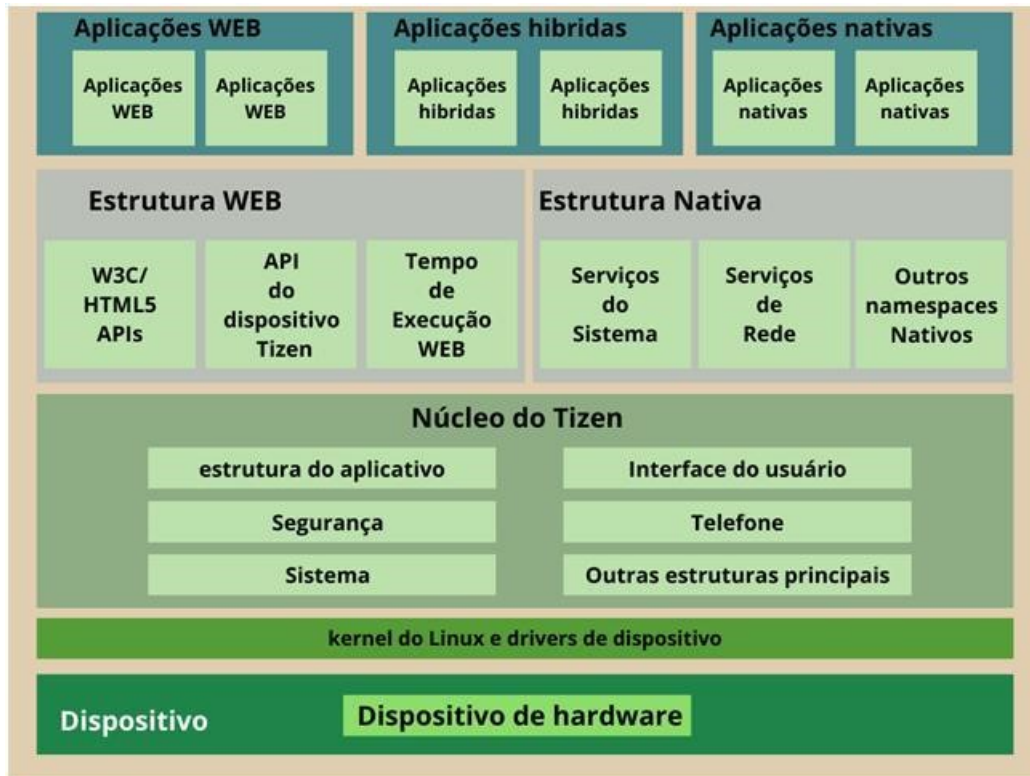 Aplicações WEB
Aplicações
WEB
Aplicações
WEB
Aplicações hibridas
Aplicações
hibridas
Aplicações
hibridas
Aplicações nativas
Aplicações
nativas
Aplicações
nativas
Estrutura WEB
W3C/
HTML5
APIs
API
do
dispositivo
Tizen
Tempo
de
Execução
WEB
Estrutura Nativa
Serviços
do
Sistema
Serviços
de
Rede
Outros
namespaces
Nativos
Núcleo do Tizen
estrutura do aplicativo
Interface do usuário
Segurança
Telefone
Sistema
Outras estruturas principais
kernel do Linux e drivers de dispositivo
Dispositivo
Dispositivo de hardware